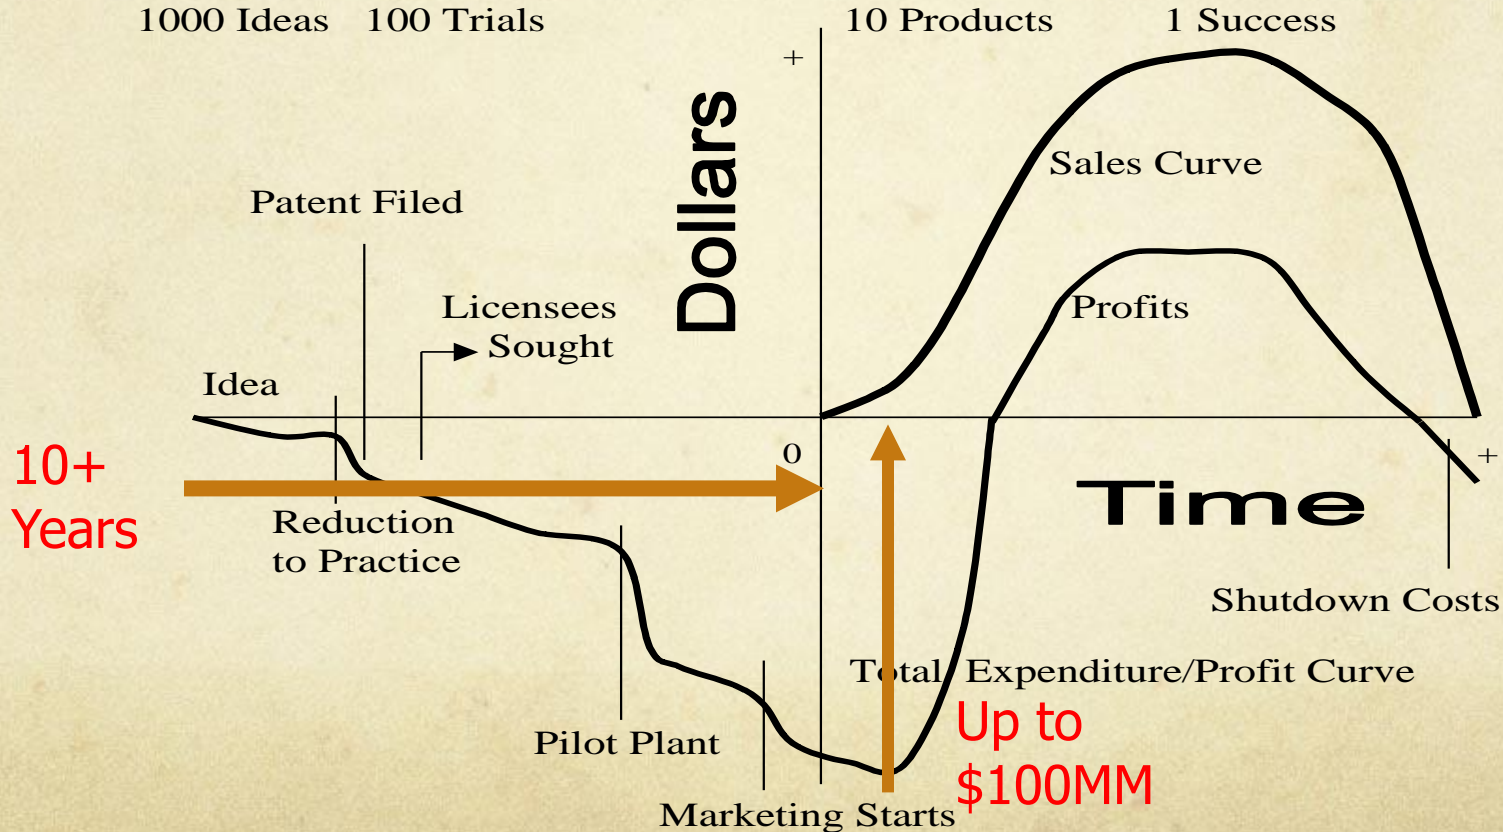 1000 Ideas 100 Trials 10 Products 1 Success
+
Dollars
Sales Curve
Patent Filed
Licensees
Sought
Profits
Idea
0
+
10+
Years
Time
Reduction
to Practice
Shutdown Costs
Total Expenditure/Profit Curve
Up to
$100MM
Pilot Plant
Marketing Starts